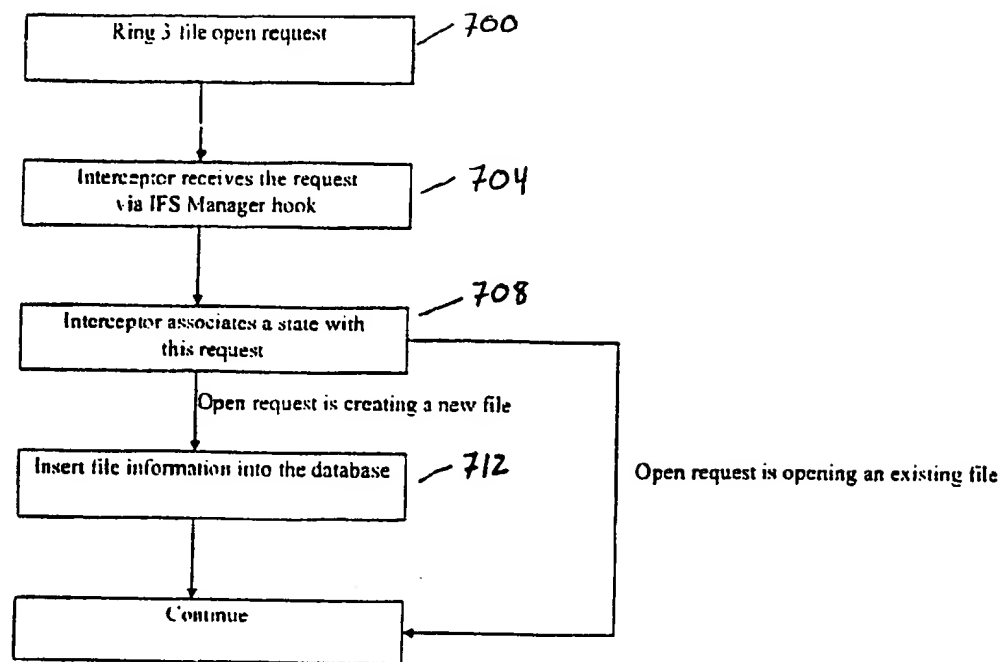 Ring 3 file open request
700
Interceptor receives the request
via IFS Manager hook
704
708
Interceptor associates a state with
this request
Open request is creating a new file
Insert file information into the database
712
Open request is opening an existing file
Continue